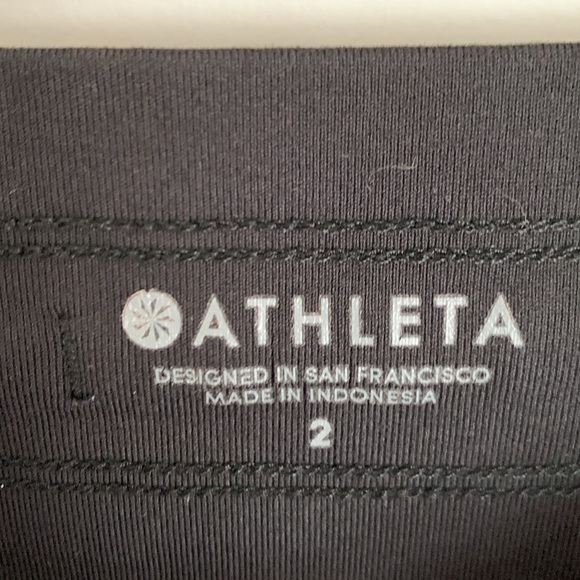 ATHLETA
DESIGNED IN SAN FRANCISCO
MADE IN INDONESIA
2